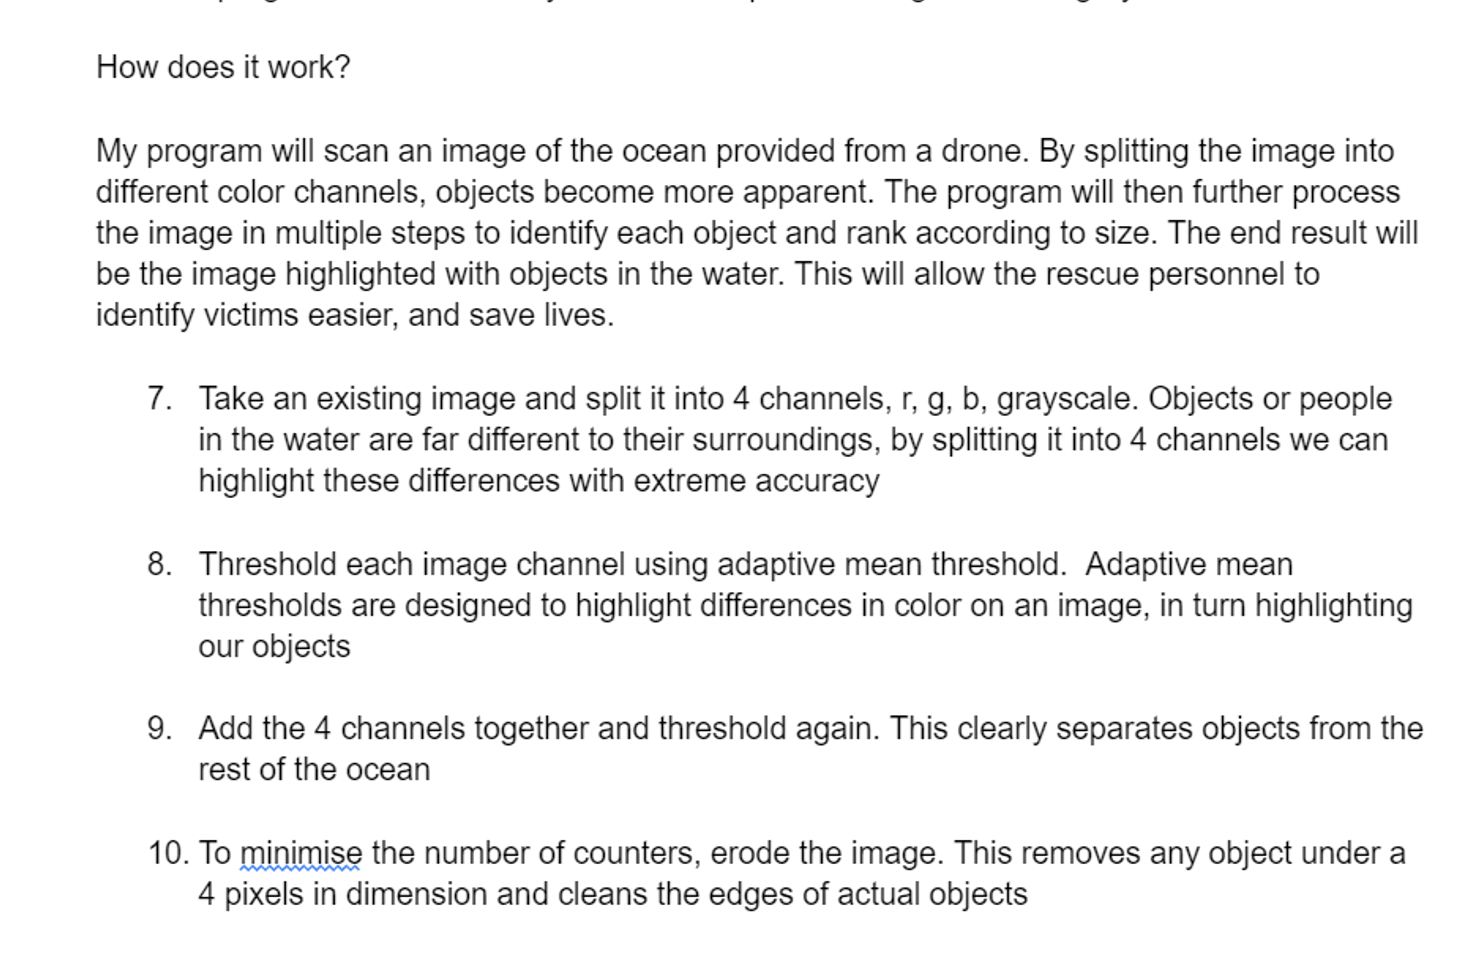 How does it work?
My program will scan an image of the ocean provided from a drone. By splitting the image into
different color channels, objects become more apparent. The program will then further process
the image in multiple steps to identify each object and rank according to size. The end result will
be the image highlighted with objects in the water. This will allow the rescue personnel to
identify victims easier, and save lives.
7. Take an existing image and split it into 4 channels, r, g, b, grayscale. Objects or people
in the water are far different to their surroundings, by splitting it into 4 channels we can
highlight these differences with extreme accuracy
8. Threshold each image channel using adaptive mean threshold.  Adaptive mean
thresholds are designed to highlight differences in color on an image, in turn highlighting
our objects
9. Add the 4 channels together and threshold again. This clearly separates objects from the
rest of the ocean
10. To minimise the number of counters, erode the image. This removes any object under a
4 pixels in dimension and cleans the edges of actual objects